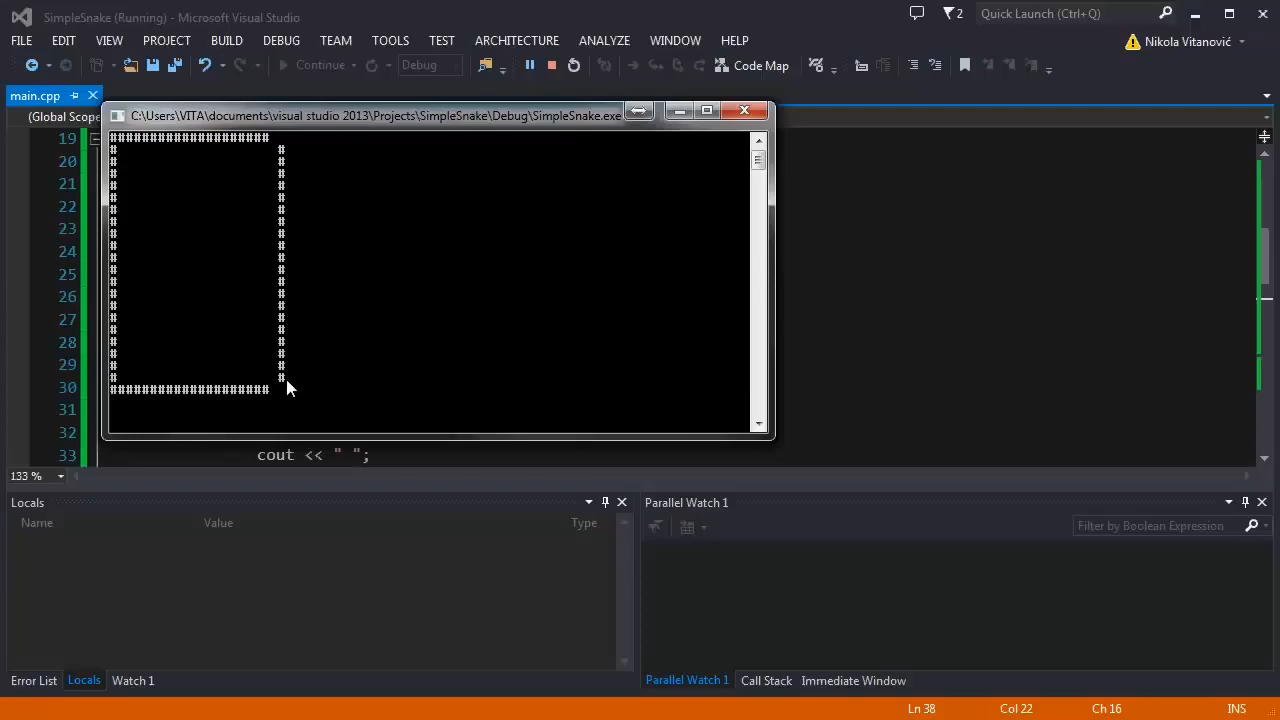 SimpleSnake (Running) - Microsoft Visual Studio
2
Quick Launch (Ctrl+Q)
FILE EDIT VIEW PROJECT BUILD DEBUG TEAM TOOLS TEST ARCHITECTURE ANALYZE WINDOW HELP
Nikola Vitanović
Continue Debug Code Map
main.cpp
(Global Scope
C:\Users\VITA\documents\visual studio 2013\Projects\SimpleSnake\Debug\SimpleSnake.exe
19
####################
# #
20
# #
# #
21
# #
# #
22
# #
# #
23
# #
# #
24
# #
# #
25
# #
# #
26
# #
# #
27
# #
# #
28
# #
# #
29
# #
# #
30
####################
31
32
33 cout << " ";
133 %
Locals
Parallel Watch 1
Name Value Type
Filter by Boolean Expression
Error List Locals Watch 1
Parallel Watch 1 Call Stack Immediate Window
Ln 38 Col 22 Ch 16 INS